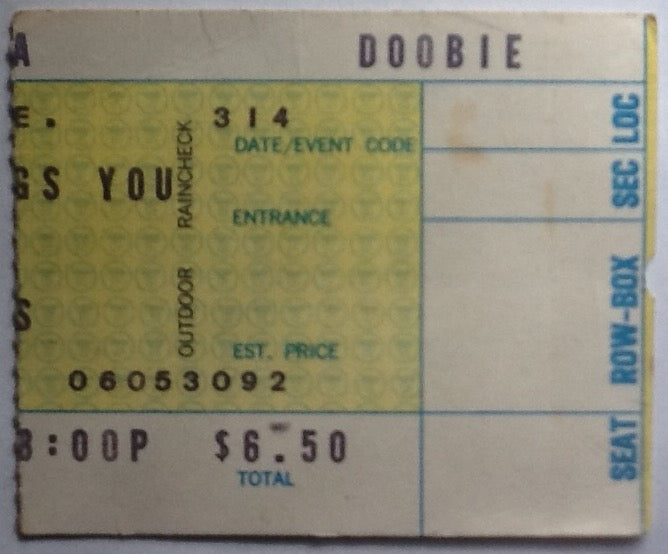 A DOOBIE
E. 314
DATE/EVENT CODE
GS YOU
ENTRANCE
S
EST. PRICE
06053092
8:00P $6.50
TOTAL
OUTDOOR RAINCHECK
LOC
SEC
ROW-BOX
SEAT